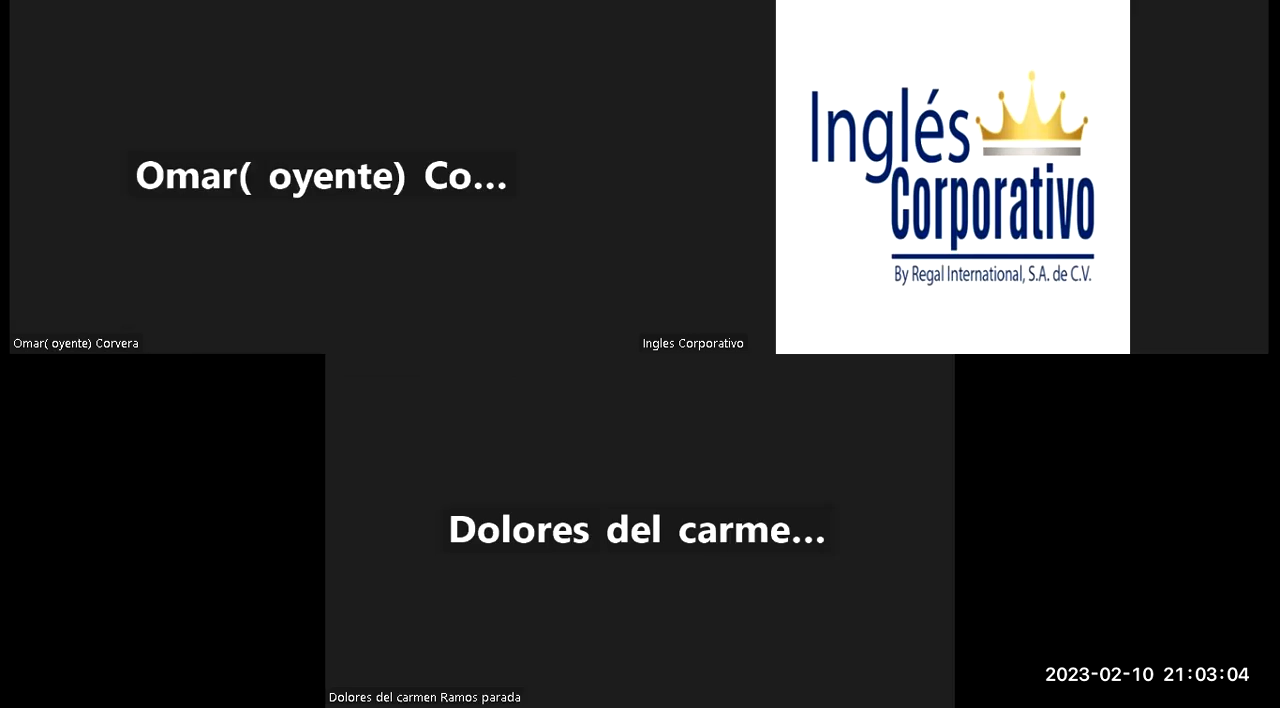 Omar( oyente) Co...
Inglés
Corporativo
By Regal International, S.A. de C.V.
Omar( oyente) Corvera
Ingles Corporativo
Dolores del carme...
Dolores del carmen Ramos parada
2023-02-10 21:03:04